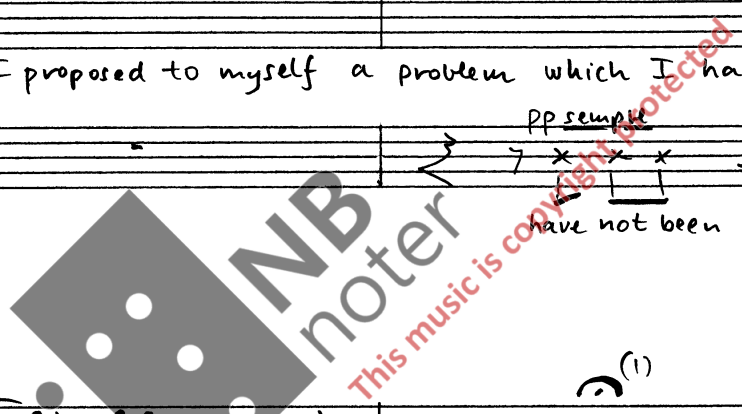 I proposed to myself a problem which I ha
pp sempre
have not been
NB
noter
This music is copyright protected
(1)